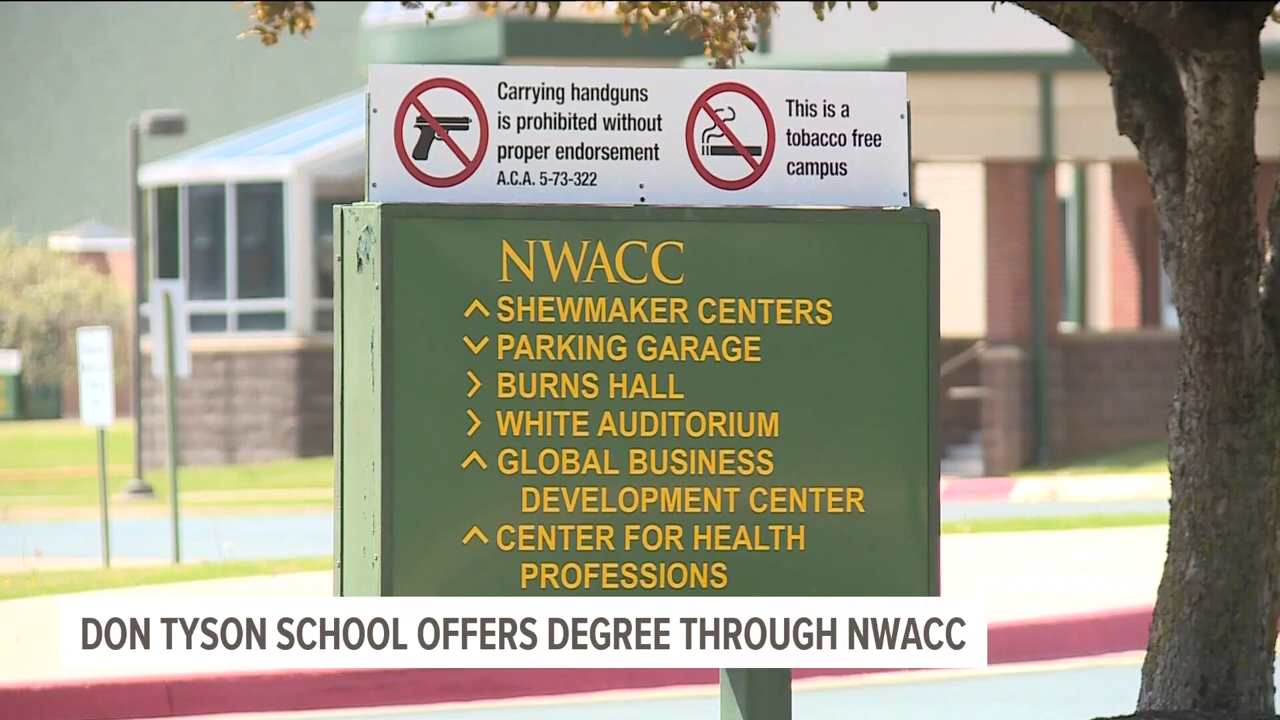 Carrying handguns
is prohibited without
proper endorsement
A.C.A. 5-73-322
This is a
tobacco free
campus
NWACC
^ SHEWMAKER CENTERS
˅ PARKING GARAGE
> BURNS HALL
> WHITE AUDITORIUM
^ GLOBAL BUSINESS
DEVELOPMENT CENTER
^ CENTER FOR HEALTH
PROFESSIONS
DON TYSON SCHOOL OFFERS DEGREE THROUGH NWACC